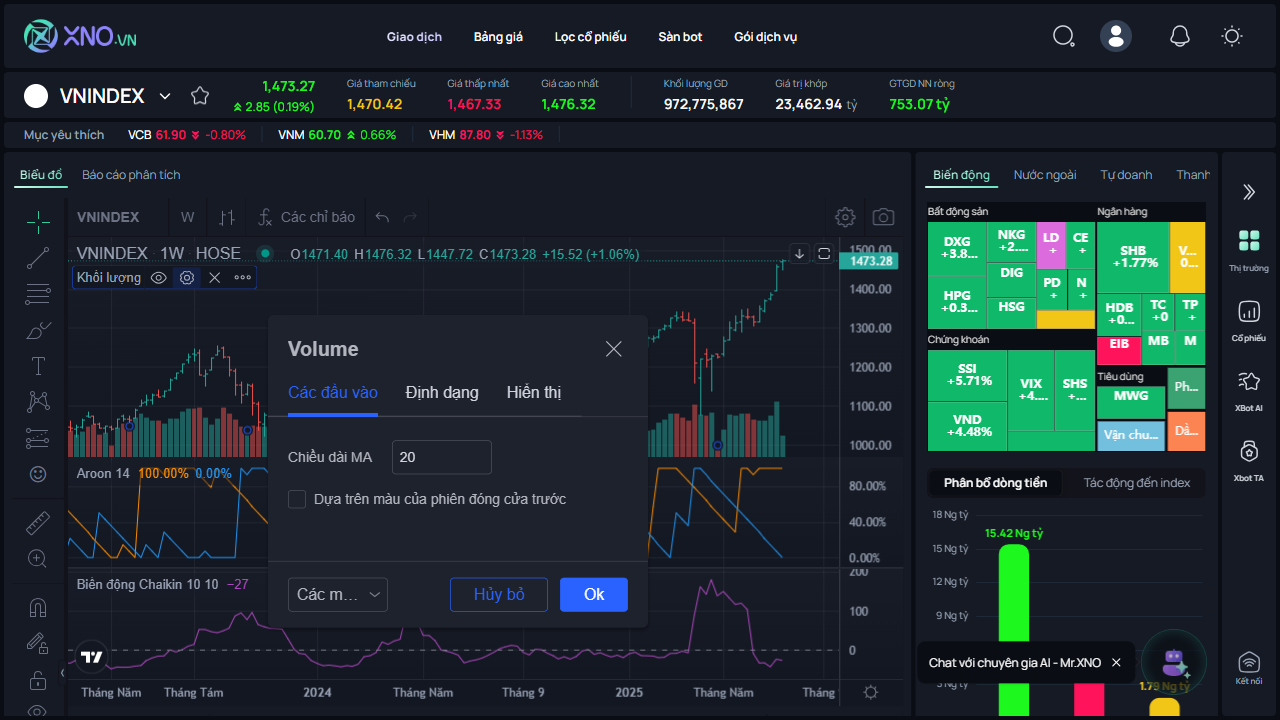 XNO.VN
Giao dịch
Bảng giá
Lọc cổ phiếu
Sàn bot
Gói dịch vụ
VNINDEX
1,473.27
2.85 (0.19%)
Giá tham chiếu
1,470.42
Giá thấp nhất
1,467.33
Giá cao nhất
1,476.32
Khối lượng GD
972,775,867
Giá trị khớp
23,462.94 tỷ
GTGD NN ròng
753.07 tỷ
Mục yêu thích
VCB 61.90 -0.80%
VNM 60.70 0.66%
VHM 87.80 -1.13%
Biểu đồ
Báo cáo phân tích
VNINDEX
W
Các chỉ báo
VNINDEX · 1W · HOSE
O1471.40 H1476.32 L1447.72 C1473.28 +15.52 (+1.06%)
Khối lượng
1500.00
1473.28
1400.00
1300.00
1200.00
1100.00
1000.00
Volume
Các đầu vào
Định dạng
Hiển thị
Chiều dài MA
20
Dựa trên màu của phiên đóng cửa trước
Các m...
Hủy bỏ
Ok
Aroon 14 100.00% 0.00%
80.00%
40.00%
0.00%
Biên động Chaikin 10 10 −27
200
100
0
Tháng Năm
Tháng Tám
2024
Tháng Năm
Tháng 9
2025
Tháng Năm
Tháng
Biến động
Nước ngoài
Tự doanh
Thanh
Bất động sản
DXG
+3.8...
NKG
+2....
LD
+
CE
+
HPG
+0.3...
DIG
HSG
PD
+
N
+
Ngân hàng
SHB
+1.77%
V...
0...
HDB
+0...
TC
+0
TP
+
EIB
MB
M
Chứng khoán
SSI
+5.71%
VND
+4.48%
VIX
+4....
SHS
+...
Tiêu dùng
MWG
Ph...
Vận chu...
Dầ...
Phân bổ dòng tiền
Tác động đến index
18 Ng tỷ
15 Ng tỷ
12 Ng tỷ
9 Ng tỷ
15.42 Ng tỷ
1.79 Ng tỷ
Chat với chuyên gia AI - Mr.XNO
Thị trường
Cổ phiếu
XBot AI
Xbot TA
Kết nối